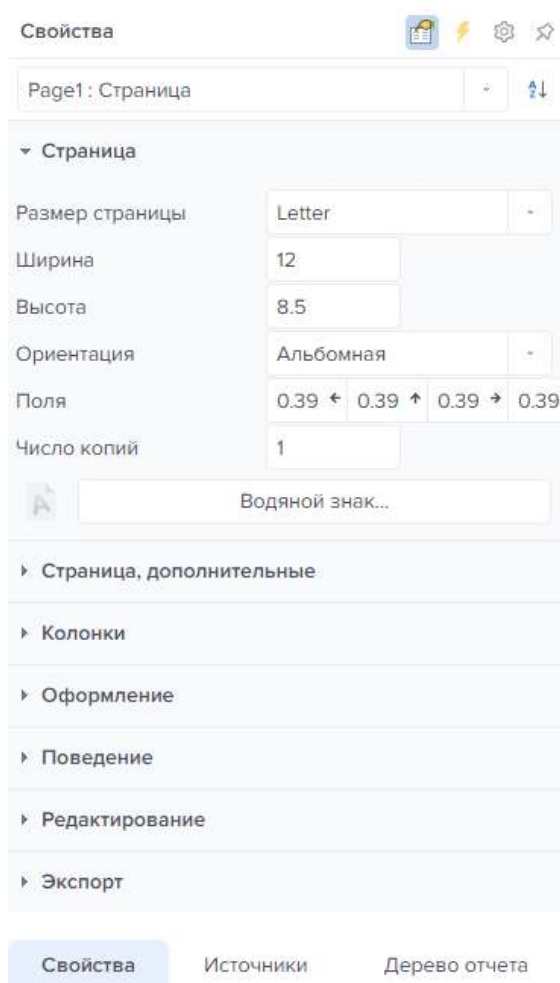 Свойства
Page1 : Страница
Страница
Размер страницы Letter
Ширина 12
Высота 8.5
Ориентация Альбомная
Поля 0.39 0.39 0.39 0.39
Число копий 1
Водяной знак...
Страница, дополнительные
Колонки
Оформление
Поведение
Редактирование
Экспорт
Свойства Источники Дерево отчета